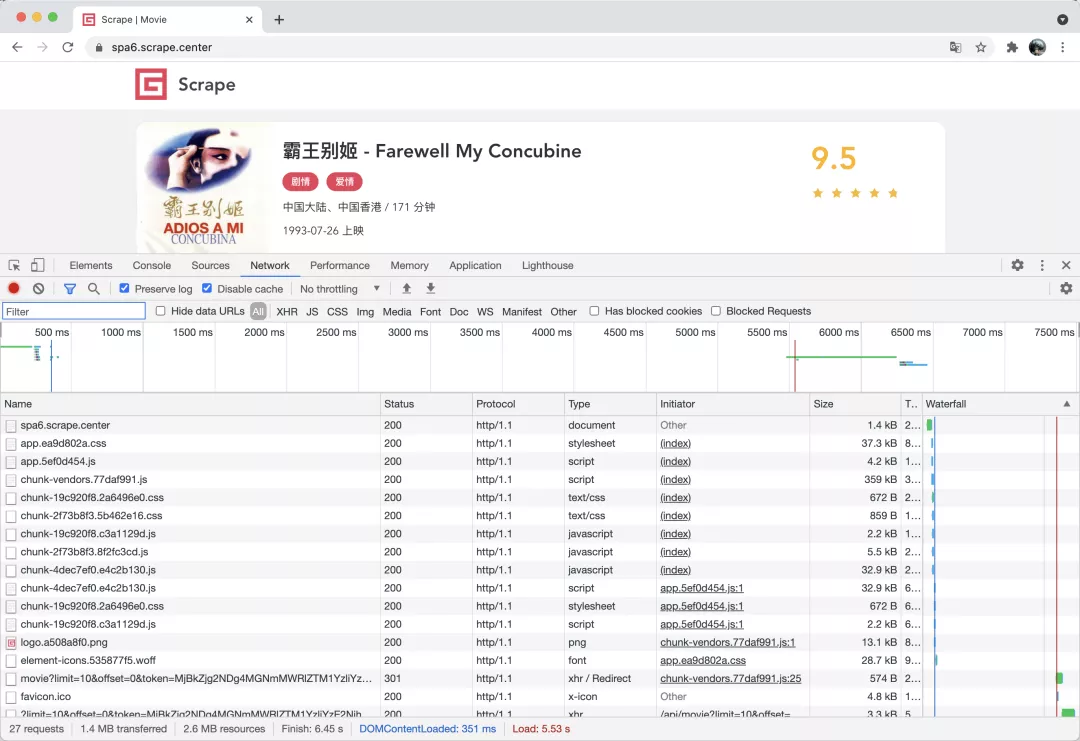 Scrape | Movie
spa6.scrape.center
Scrape
霸王别姬 - Farewell My Concubine
9.5
剧情 爱情
中国大陆、中国香港 / 171 分钟
1993-07-26 上映
霸王别姬
ADIOS A MI
CONCUBINA
Elements Console Sources Network Performance Memory Application Lighthouse
Preserve log Disable cache No throttling
Filter Hide data URLs All XHR JS CSS Img Media Font Doc WS Manifest Other Has blocked cookies Blocked Requests
500 ms 1000 ms 1500 ms 2000 ms 2500 ms 3000 ms 3500 ms 4000 ms 4500 ms 5000 ms 5500 ms 6000 ms 6500 ms 7000 ms 7500 ms
Name Status Protocol Type Initiator Size T.. Waterfall
spa6.scrape.center 200 http/1.1 document Other 1.4 kB 2...
app.ea9d802a.css 200 http/1.1 stylesheet (index) 37.3 kB 8...
app.5ef0d454.js 200 http/1.1 script (index) 4.2 kB 1...
chunk-vendors.77daf991.js 200 http/1.1 script (index) 359 kB 3...
chunk-19c920f8.2a6496e0.css 200 http/1.1 text/css (index) 672 B 2...
chunk-2f73b8f3.5b462e16.css 200 http/1.1 text/css (index) 859 B 1...
chunk-19c920f8.c3a1129d.js 200 http/1.1 javascript (index) 2.2 kB 1...
chunk-2f73b8f3.8f2fc3cd.js 200 http/1.1 javascript (index) 5.5 kB 2...
chunk-4dec7ef0.e4c2b130.js 200 http/1.1 javascript (index) 32.9 kB 2...
chunk-4dec7ef0.e4c2b130.js 200 http/1.1 script app.5ef0d454.js:1 32.9 kB 6...
chunk-19c920f8.2a6496e0.css 200 http/1.1 stylesheet app.5ef0d454.js:1 672 B 6...
chunk-19c920f8.c3a1129d.js 200 http/1.1 script app.5ef0d454.js:1 2.2 kB 6...
logo.a508a8f0.png 200 http/1.1 png chunk-vendors.77daf991.js:1 13.1 kB 8...
element-icons.535877f5.woff 200 http/1.1 font app.ea9d802a.css 28.7 kB 9...
movie?limit=10&offset=0&token=MjBkZjg2NDg4MGNmMWRlZTM1YzliYz... 301 http/1.1 xhr / Redirect chunk-vendors.77daf991.js:25 574 B 2...
favicon.ico 200 http/1.1 x-icon Other 4.8 kB 1...
?limit=10&offset=0&token=MjBkZjg2NDg4MGNmMWRlZTM1YzliYzE2Njh... 200 http/1.1 xhr /api/movie?limit=10&offset=... 3.3 kB 5...
27 requests 1.4 MB transferred 2.6 MB resources Finish: 6.45 s DOMContentLoaded: 351 ms Load: 5.53 s